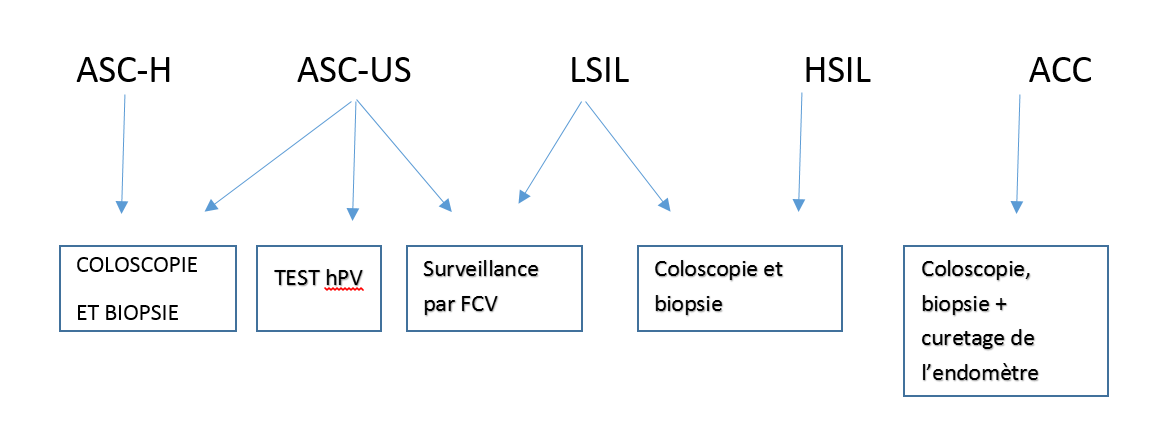 ASC-H
ASC-US
LSIL
HSIL
ACC
COLOSCOPIE
ET BIOPSIE
TEST hPV
Surveillance
par FCV
Coloscopie et
biopsie
Coloscopie,
biopsie +
curetage de
l’endomètre